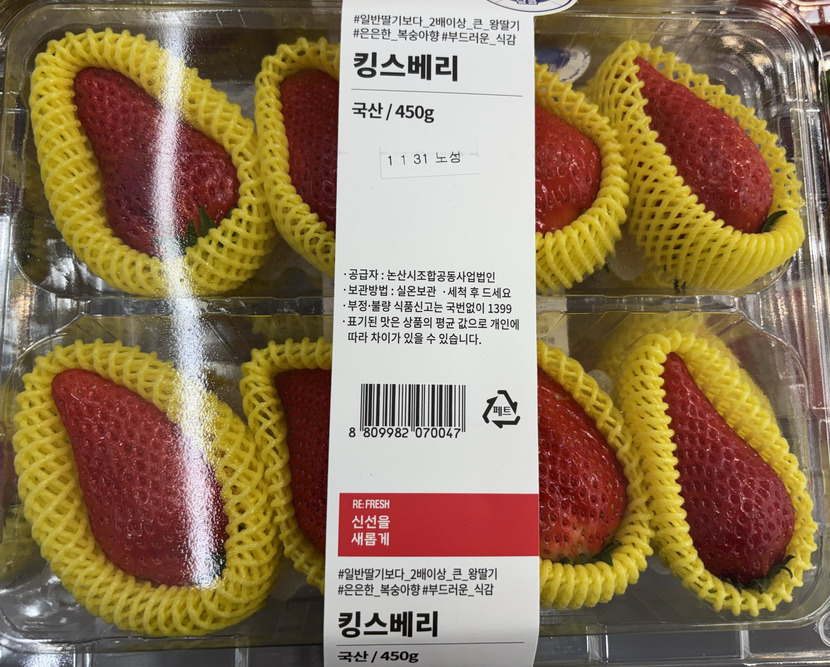 #일반딸기보다_2배이상_큰_왕딸기
#은은한_복숭아향 #부드러운_식감
킹스베리
국산 / 450g
1 1 31 노성
·공급자 : 논산시조합공동사업법인
·보관방법 : 실온보관 ·세척 후 드세요
·부정·불량 식품신고는 국번없이 1399
·표기된 맛은 상품의 평균 값으로 개인에
따라 차이가 있을 수 있습니다.
페트
8 809982 070047
RE:FRESH
신선을
새롭게
#일반딸기보다_2배이상_큰_왕딸기
#은은한_복숭아향 #부드러운_식감
킹스베리
국산 / 450g